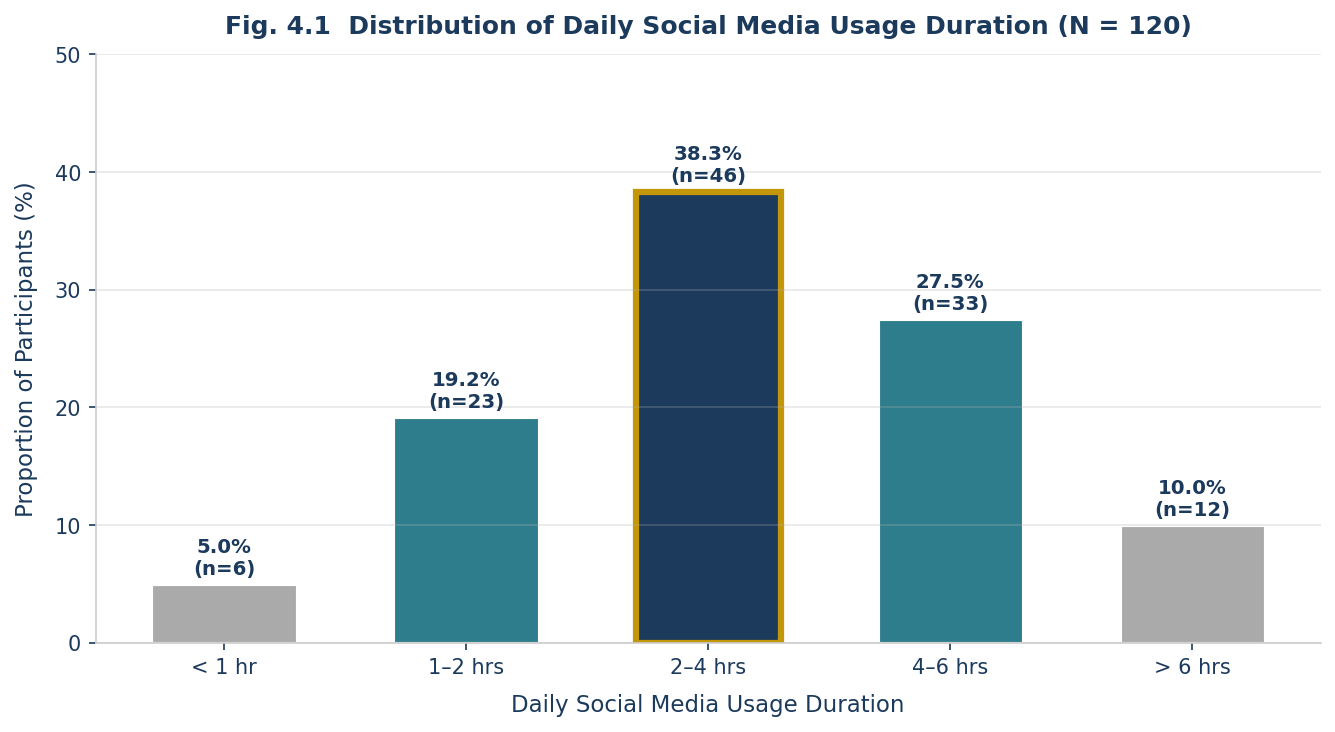 Fig. 4.1  Distribution of Daily Social Media Usage Duration (N = 120)
Proportion of Participants (%)
50
40
30
20
10
0
5.0%
(n=6)
19.2%
(n=23)
38.3%
(n=46)
27.5%
(n=33)
10.0%
(n=12)
< 1 hr
1–2 hrs
2–4 hrs
4–6 hrs
> 6 hrs
Daily Social Media Usage Duration